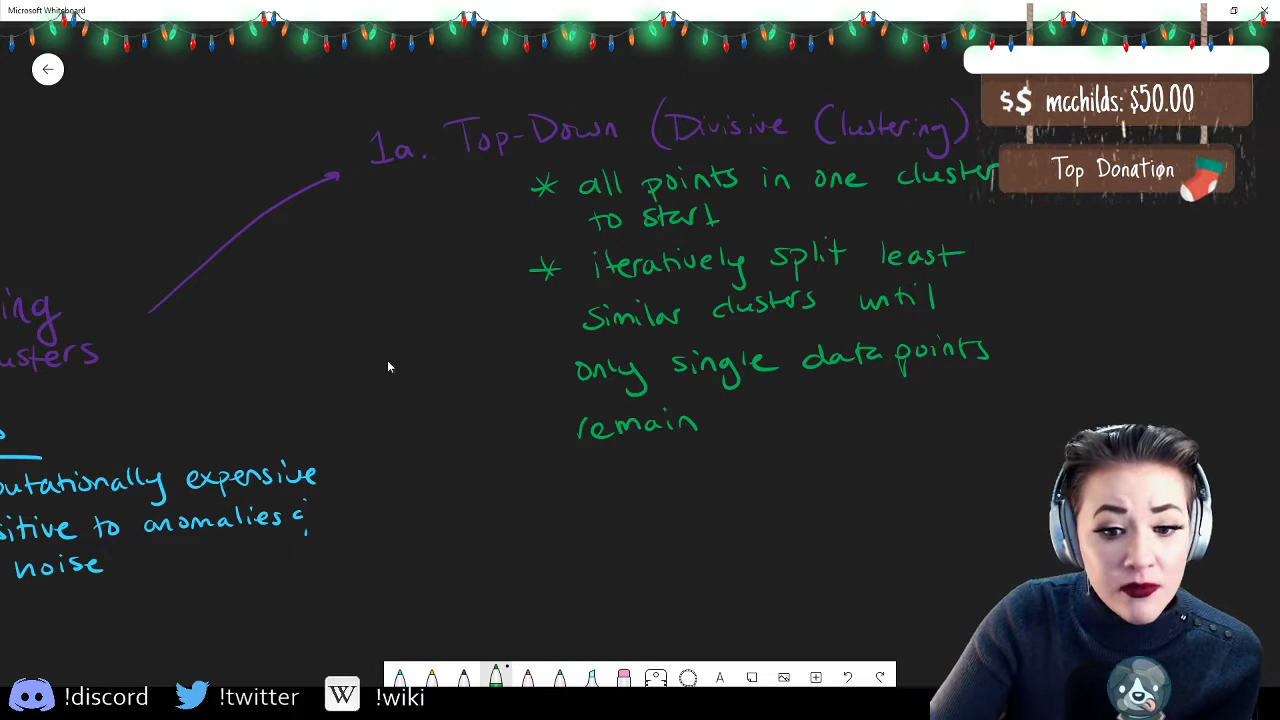 Microsoft Whiteboard
$$ mcchilds: $50.00
Top Donation
1a. Top-Down (Divisive Clustering)
* all points in one cluster
to start
* iteratively split least
similar clusters until
only single data points
remain
ing
usters
putationally expensive
sitive to anomalies &
noise
!discord
!twitter
W !wiki